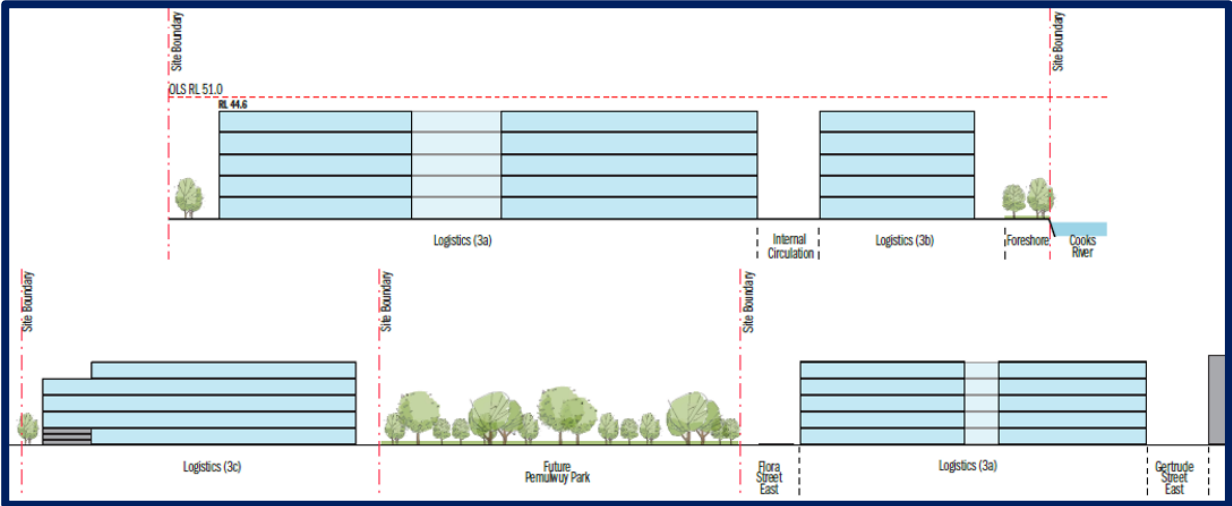 Site Boundary
Site Boundary
OLS RL 51.0
RL 44.6
Logistics (3a)
Internal
Circulation
Logistics (3b)
Foreshore
Cooks
River
Site Boundary
Site Boundary
Site Boundary
Logistics (3c)
Future
Pemulwuy Park
Flora
Street
East
Logistics (3a)
Gertrude
Street
East